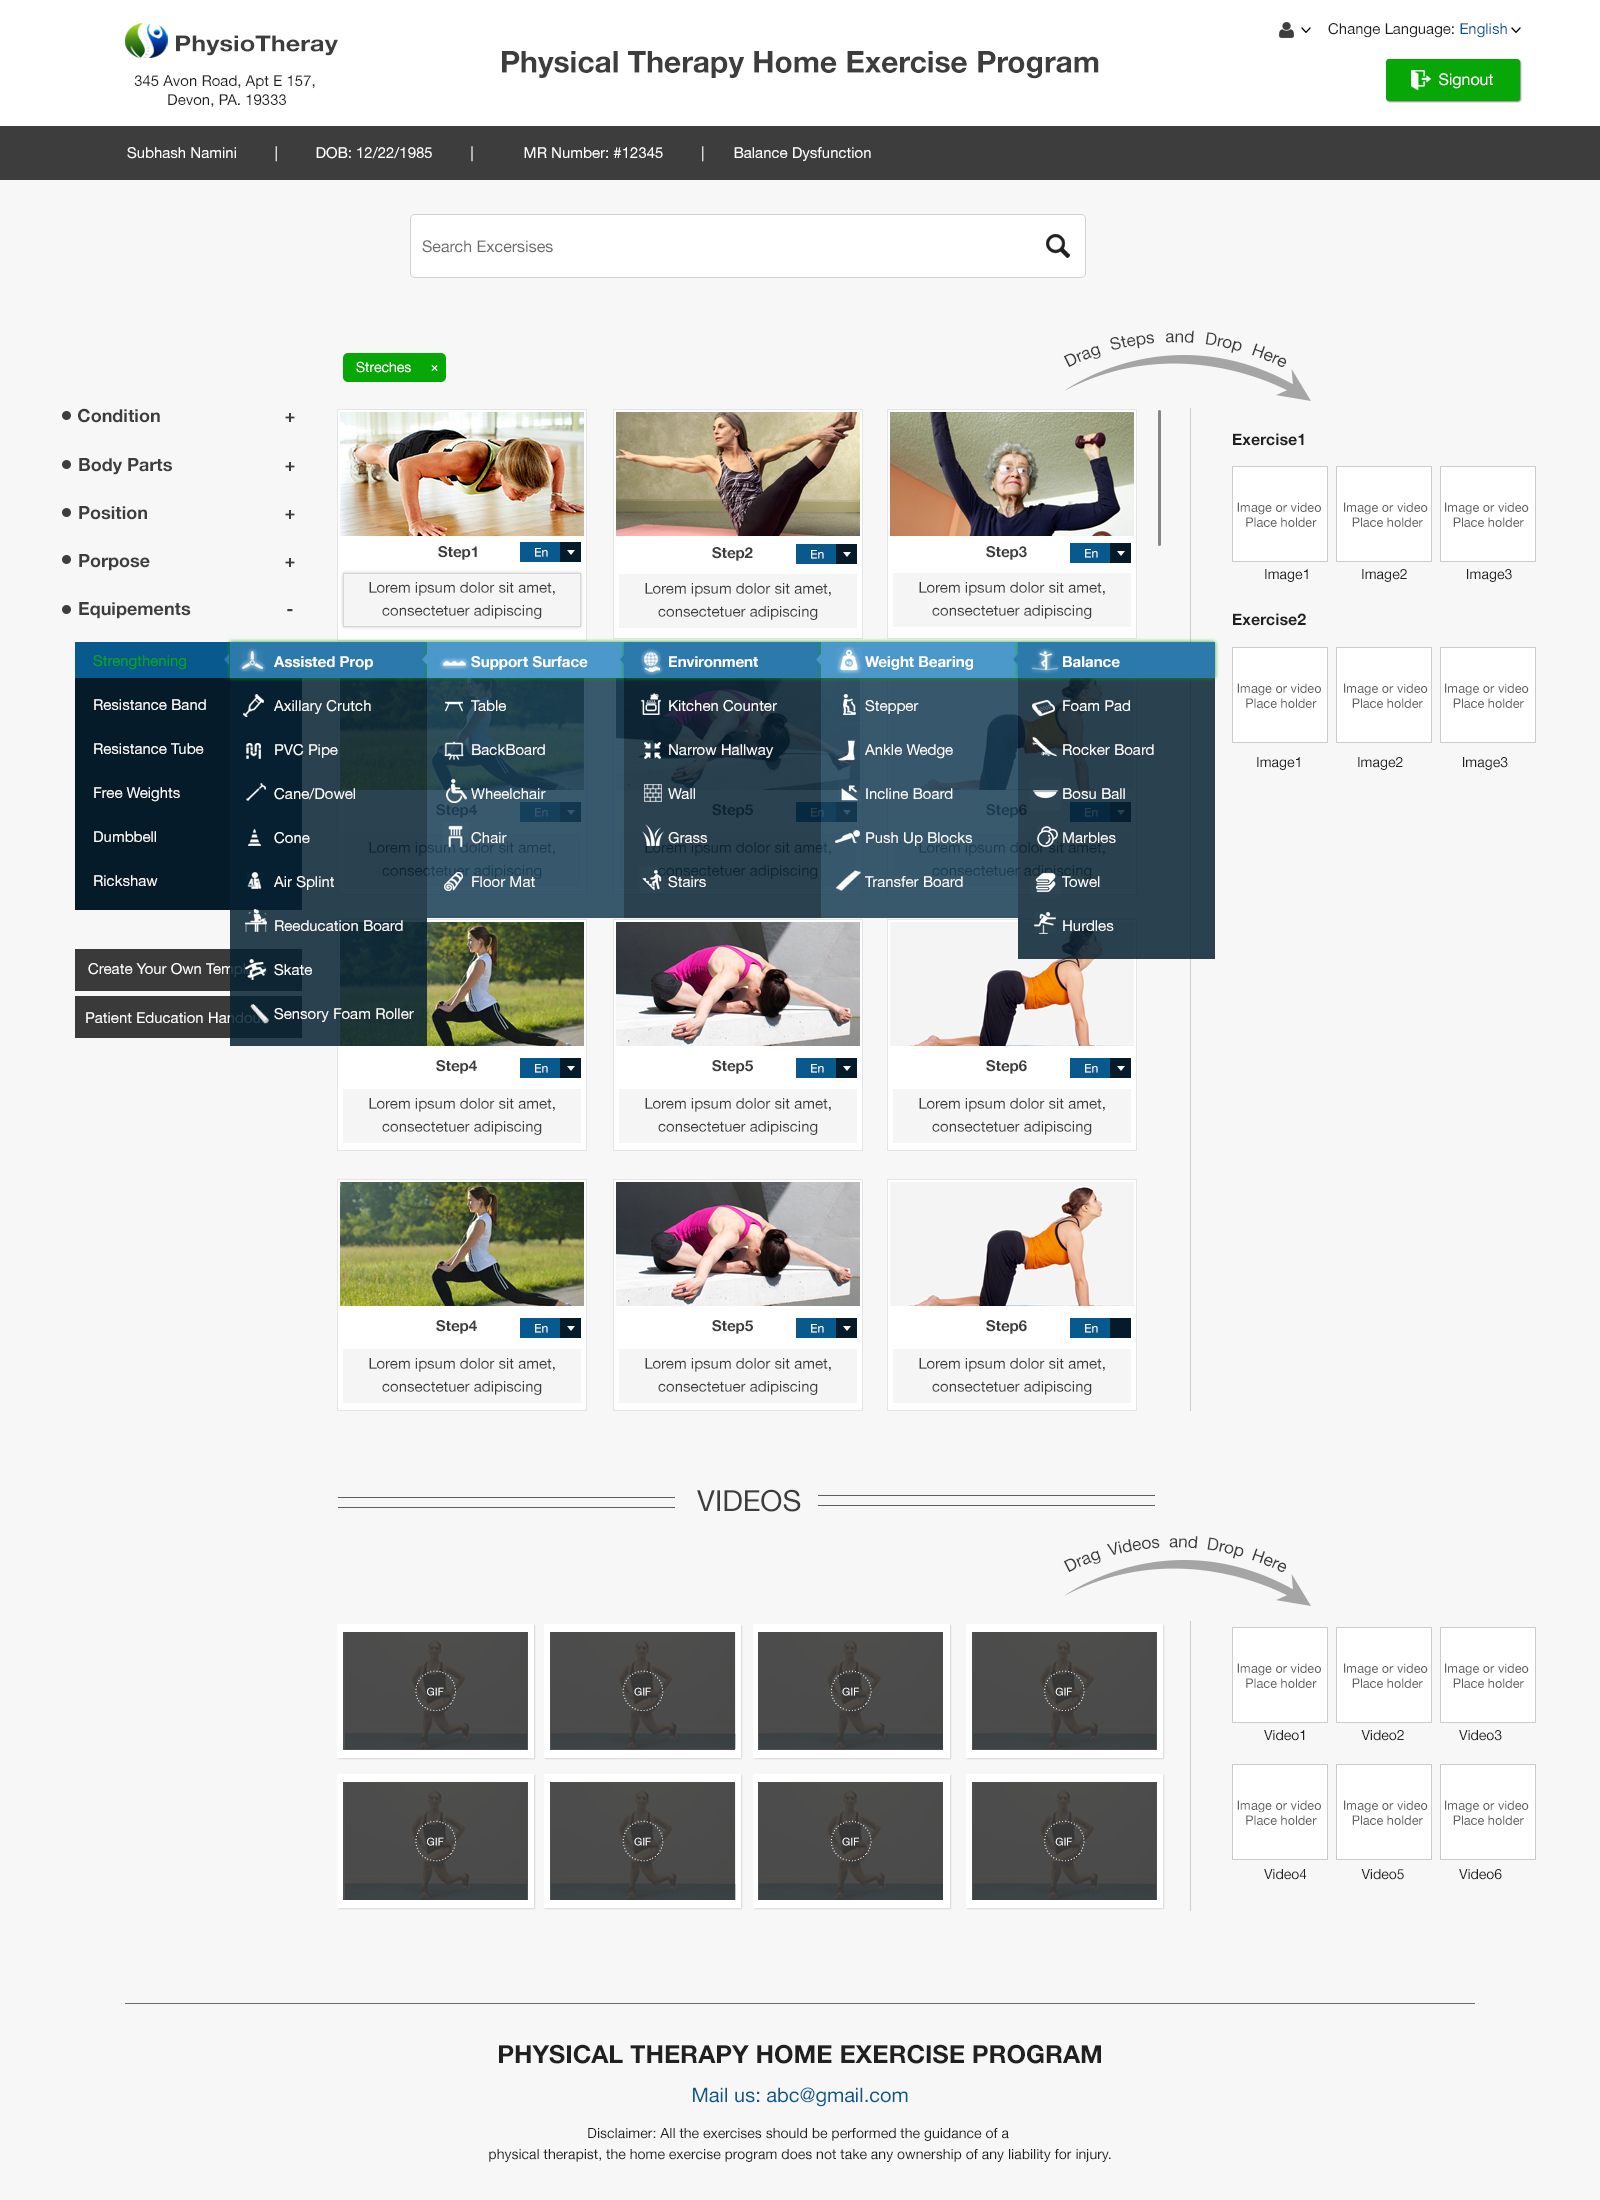 PhysioTheray
345 Avon Road, Apt E 157,
Devon, PA. 19333
Physical Therapy Home Exercise Program
Change Language: English
Signout
Subhash Namini | DOB: 12/22/1985 | MR Number: #12345 | Balance Dysfunction
Search Excersises
Streches ×
Drag Steps and Drop Here
Condition +
Body Parts +
Position +
Porpose +
Equipements -
Step1 En
Lorem ipsum dolor sit amet,
consectetuer adipiscing
Step2 En
Lorem ipsum dolor sit amet,
consectetuer adipiscing
Step3 En
Lorem ipsum dolor sit amet,
consectetuer adipiscing
Exercise1
Image or video
Place holder
Image or video
Place holder
Image or video
Place holder
Image1
Image2
Image3
Exercise2
Image or video
Place holder
Image or video
Place holder
Image or video
Place holder
Image1
Image2
Image3
Strengthening
Resistance Band
Resistance Tube
Free Weights
Dumbbell
Rickshaw
Assisted Prop
Axillary Crutch
PVC Pipe
Cane/Dowel
Cone
Air Splint
Reeducation Board
Skate
Sensory Foam Roller
Support Surface
Table
BackBoard
Wheelchair
Chair
Floor Mat
Environment
Kitchen Counter
Narrow Hallway
Wall
Grass
Stairs
Weight Bearing
Stepper
Ankle Wedge
Incline Board
Push Up Blocks
Transfer Board
Balance
Foam Pad
Rocker Board
Bosu Ball
Marbles
Towel
Hurdles
Step4 En
Step5 En
Step6 En
Create Your Own Temp
Patient Education Handou
Step4 En
Lorem ipsum dolor sit amet,
consectetuer adipiscing
Step5 En
Lorem ipsum dolor sit amet,
consectetuer adipiscing
Step6 En
Lorem ipsum dolor sit amet,
consectetuer adipiscing
Step4 En
Lorem ipsum dolor sit amet,
consectetuer adipiscing
Step5 En
Lorem ipsum dolor sit amet,
consectetuer adipiscing
Step6 En
Lorem ipsum dolor sit amet,
consectetuer adipiscing
VIDEOS
Drag Videos and Drop Here
GIF
GIF
GIF
GIF
GIF
GIF
GIF
GIF
Image or video
Place holder
Image or video
Place holder
Image or video
Place holder
Video1
Video2
Video3
Image or video
Place holder
Image or video
Place holder
Image or video
Place holder
Video4
Video5
Video6
PHYSICAL THERAPY HOME EXERCISE PROGRAM
Mail us: abc@gmail.com
Disclaimer: All the exercises should be performed the guidance of a
physical therapist, the home exercise program does not take any ownership of any liability for injury.